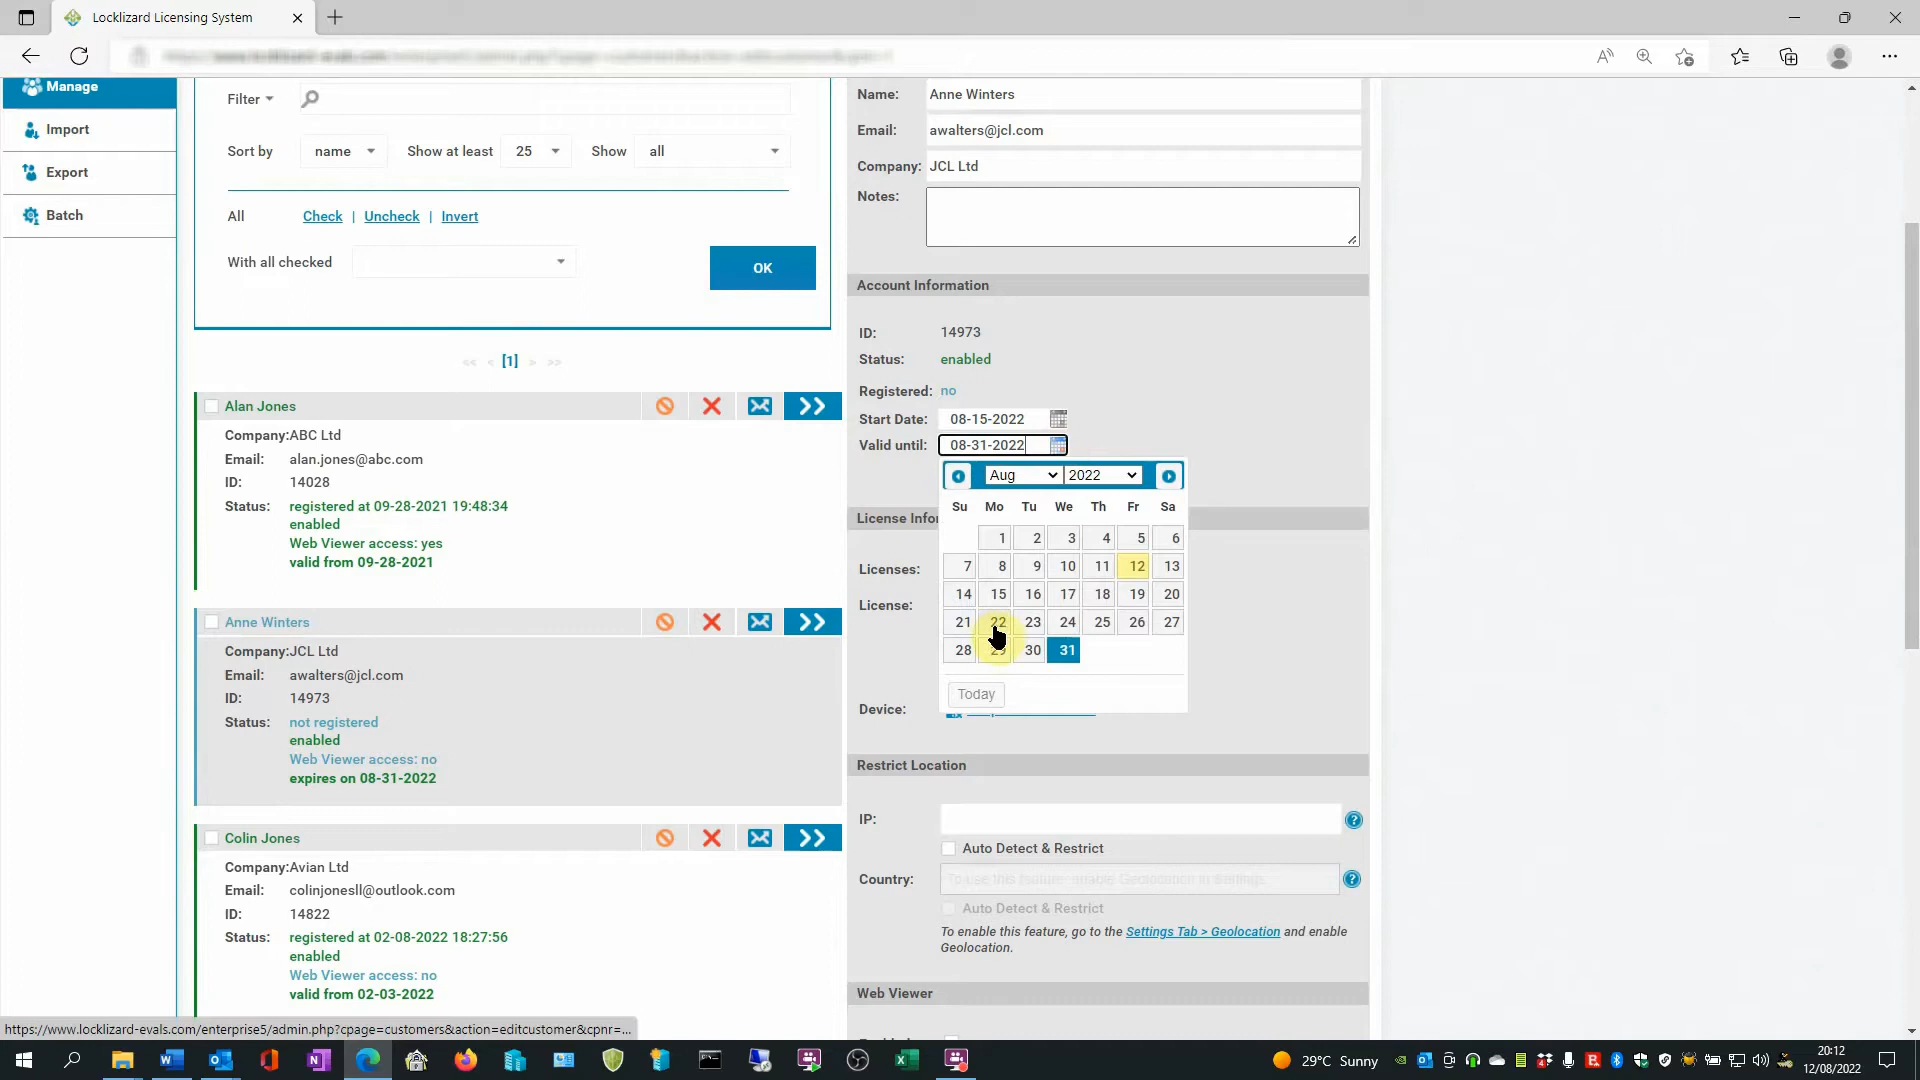 Locklizard Licensing System
Manage
Import
Export
Batch
Filter
Sort by name Show at least 25 Show all
All Check | Uncheck | Invert
With all checked
OK
<< < [1] > >>
Alan Jones
Company:ABC Ltd
Email: alan.jones@abc.com
ID: 14028
Status: registered at 09-28-2021 19:48:34
enabled
Web Viewer access: yes
valid from 09-28-2021
Anne Winters
Company:JCL Ltd
Email: awalters@jcl.com
ID: 14973
Status: not registered
enabled
Web Viewer access: no
expires on 08-31-2022
Colin Jones
Company:Avian Ltd
Email: colinjonesll@outlook.com
ID: 14822
Status: registered at 02-08-2022 18:27:56
enabled
Web Viewer access: no
valid from 02-03-2022
Name: Anne Winters
Email: awalters@jcl.com
Company: JCL Ltd
Notes:
Account Information
ID: 14973
Status: enabled
Registered: no
Start Date: 08-15-2022
Valid until: 08-31-2022
Aug 2022
Su Mo Tu We Th Fr Sa
1 2 3 4 5 6
7 8 9 10 11 12 13
14 15 16 17 18 19 20
21 22 23 24 25 26 27
28 29 30 31
Today
License Infor
Licenses:
License:
Device:
Restrict Location
IP:
Auto Detect & Restrict
Country: To use this feature, enable Geolocation in Settings
Auto Detect & Restrict
To enable this feature, go to the Settings Tab > Geolocation and enable
Geolocation.
Web Viewer
https://www.locklizard-evals.com/enterprise5/admin.php?cpage=customers&action=editcustomer&cpnr=...
29°C Sunny
20:12
12/08/2022